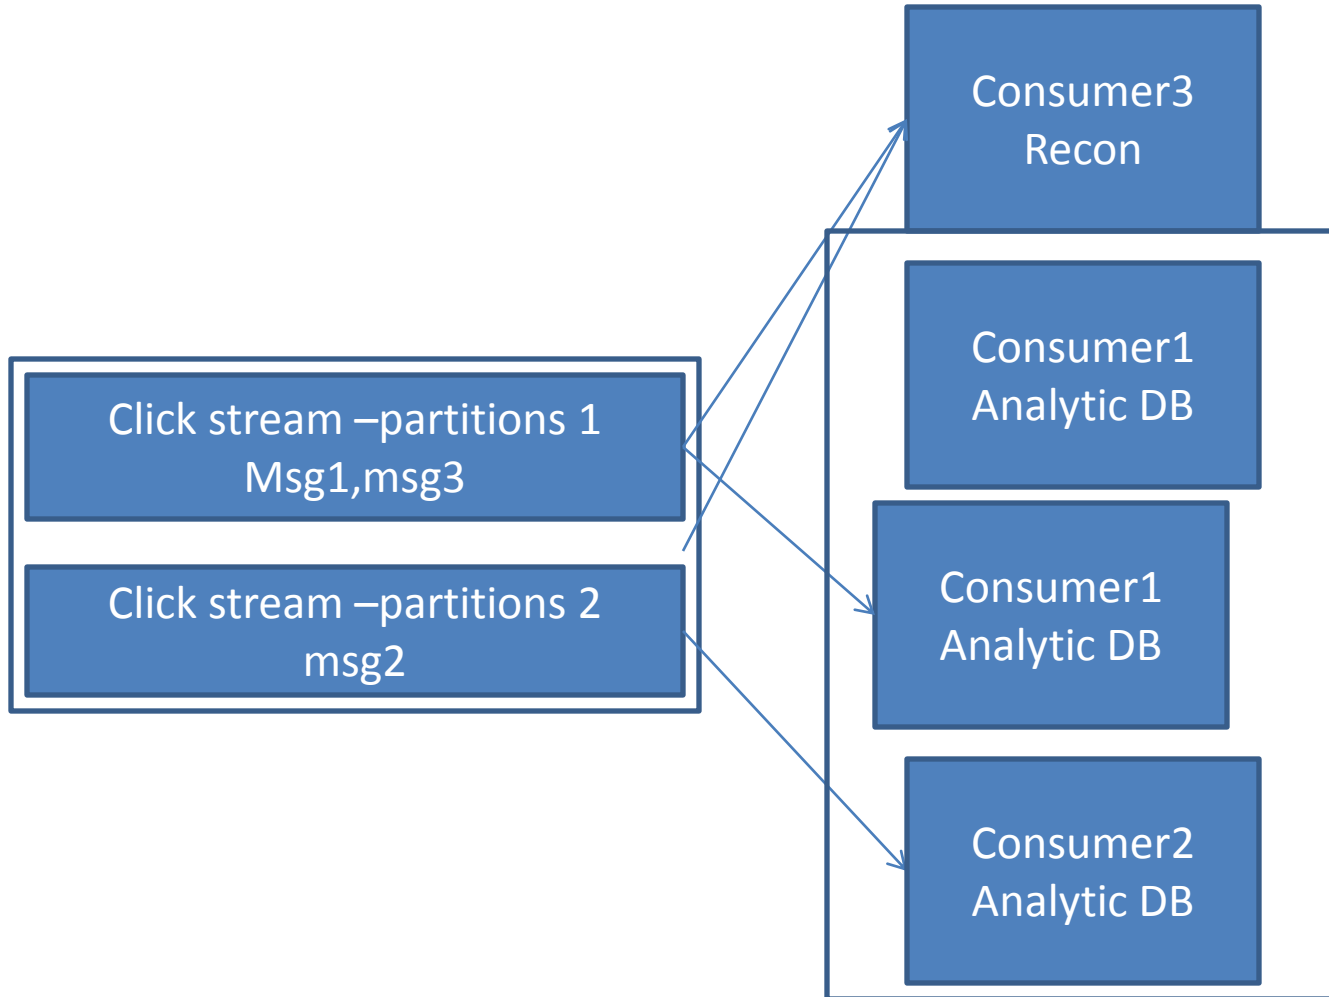 Consumer3
Recon
Consumer1
Analytic DB
Click stream –partitions 1
Msg1,msg3
Consumer1
Analytic DB
Click stream –partitions 2
msg2
Consumer2
Analytic DB